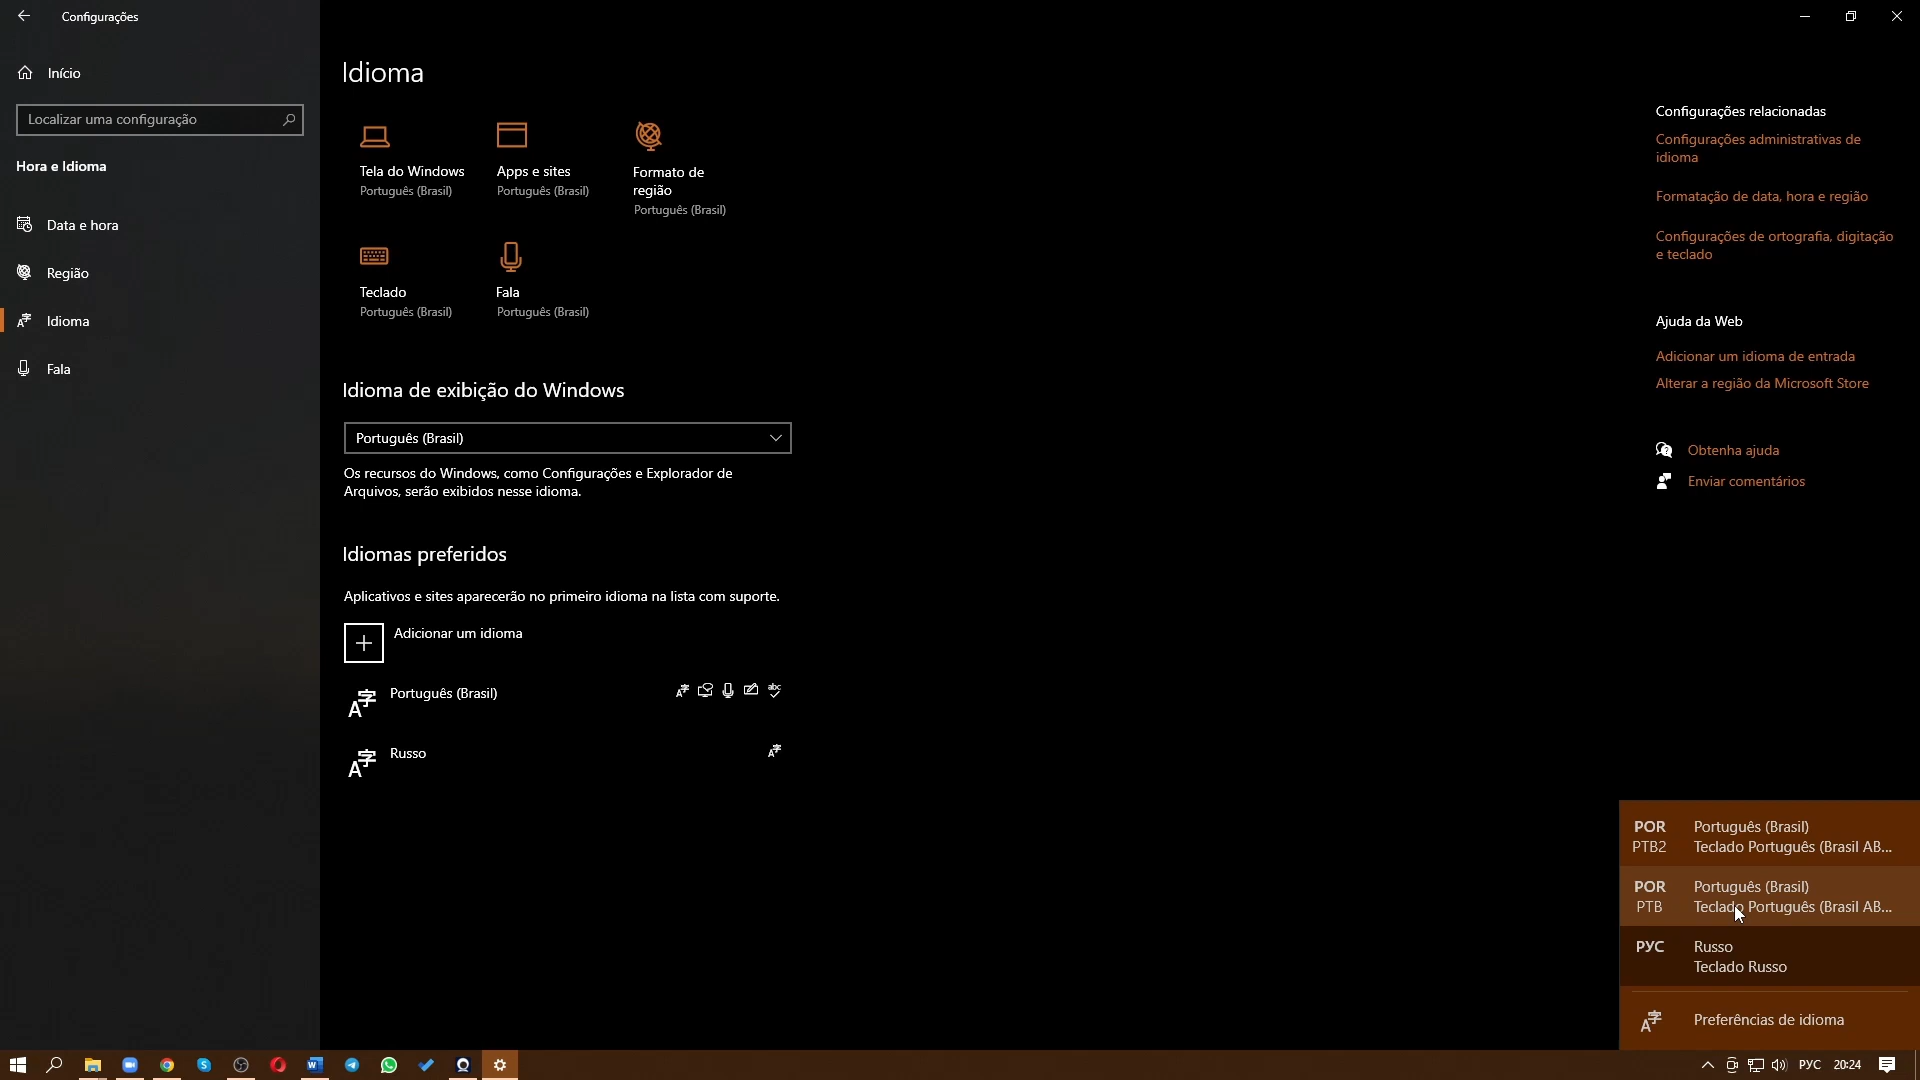 Configurações
Início
Localizar uma configuração
Hora e Idioma
Data e hora
Região
Idioma
Fala
Idioma
Tela do Windows
Português (Brasil)
Apps e sites
Português (Brasil)
Formato de
região
Português (Brasil)
Teclado
Português (Brasil)
Fala
Português (Brasil)
Idioma de exibição do Windows
Português (Brasil)
Os recursos do Windows, como Configurações e Explorador de
Arquivos, serão exibidos nesse idioma.
Idiomas preferidos
Aplicativos e sites aparecerão no primeiro idioma na lista com suporte.
Adicionar um idioma
Português (Brasil)
Russo
Configurações relacionadas
Configurações administrativas de
idioma
Formatação de data, hora e região
Configurações de ortografia, digitação
e teclado
Ajuda da Web
Adicionar um idioma de entrada
Alterar a região da Microsoft Store
Obtenha ajuda
Enviar comentários
POR Português (Brasil)
PTB2 Teclado Português (Brasil AB...
POR Português (Brasil)
PTB Teclado Português (Brasil AB...
РУС Russo
Teclado Russo
Preferências de idioma
РУС 20:24